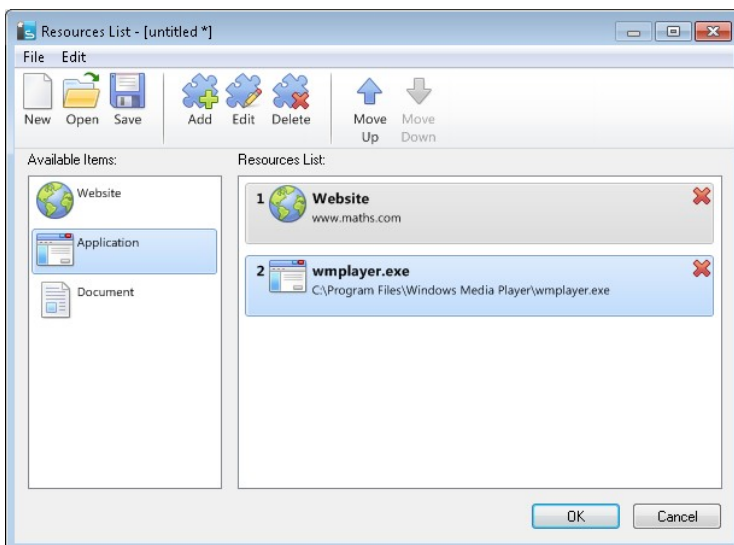 Resources List - [untitled *]
File Edit
New Open Save Add Edit Delete Move Up Move Down
Available Items:
Website
Application
Document
Resources List:
1 Website
www.maths.com
2 wmplayer.exe
C:\Program Files\Windows Media Player\wmplayer.exe
OK Cancel